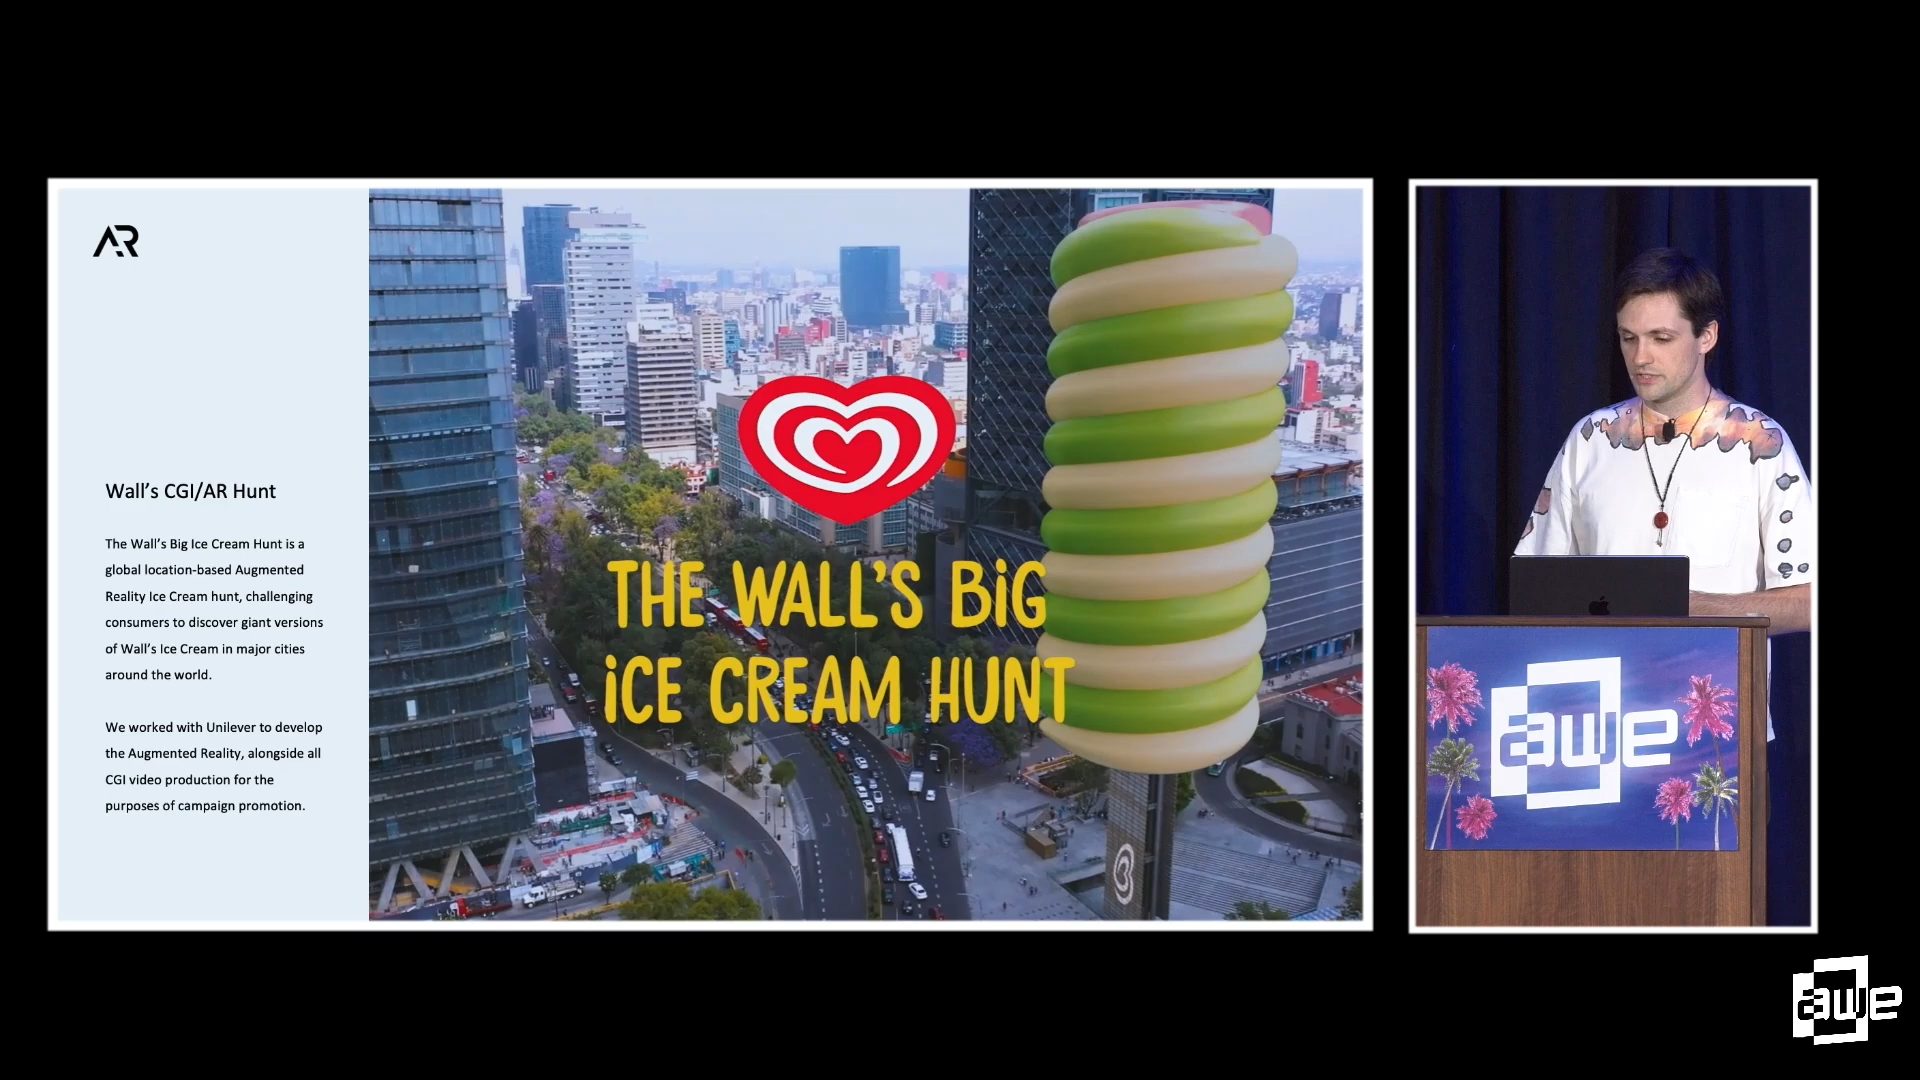 AR
Wall’s CGI/AR Hunt
The Wall’s Big Ice Cream Hunt is a
global location-based Augmented
Reality Ice Cream hunt, challenging
consumers to discover giant versions
of Wall’s Ice Cream in major cities
around the world.
We worked with Unilever to develop
the Augmented Reality, alongside all
CGI video production for the
purposes of campaign promotion.
THE WALL’S BiG
iCE CREAM HUNT
awe
awe